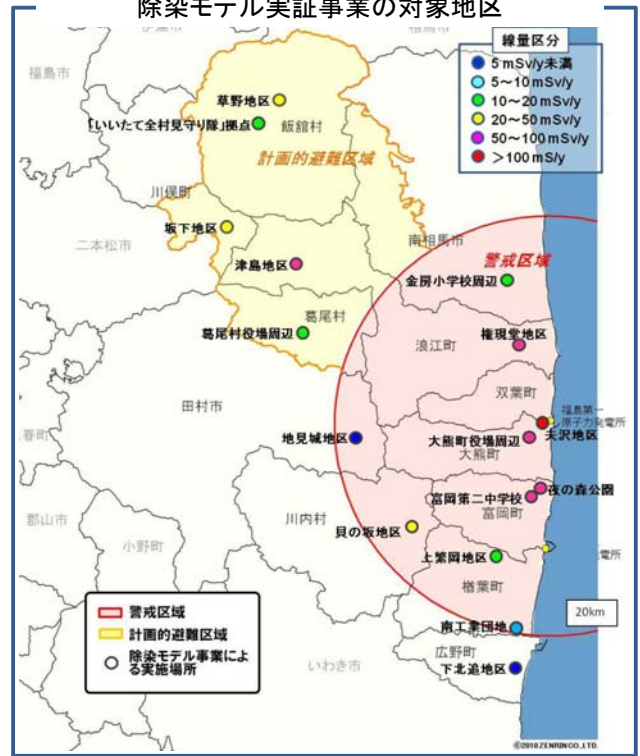 除染モデル実証事業の対象地区
線量区分
5 mSv/y未満
5～10 mSv/y
10～20 mSv/y
20～50 mSv/y
50～100 mSv/y
＞100 mS/y
福島市
草野地区
「いいたて全村見守り隊」拠点
飯舘村
計画的避難区域
川俣町
坂下地区
二本松市
南相馬市
津島地区
警戒区域
金房小学校周辺
葛尾村
葛尾村役場周辺
浪江町
権現堂地区
双葉町
田村市
福島第一
原子力発電所
地見城地区
大熊町役場周辺
夫沢地区
大熊町
夜の森公園
富岡第二中学校
富岡町
郡山市
川内村
貝の坂地区
小野町
上繁岡地区
電所
楢葉町
20km
警戒区域
計画的避難区域
除染モデル事業によ
る実施場所
南工業団地
広野町
いわき市
下北迫地区
©2010 ZENRIN CO., LTD.